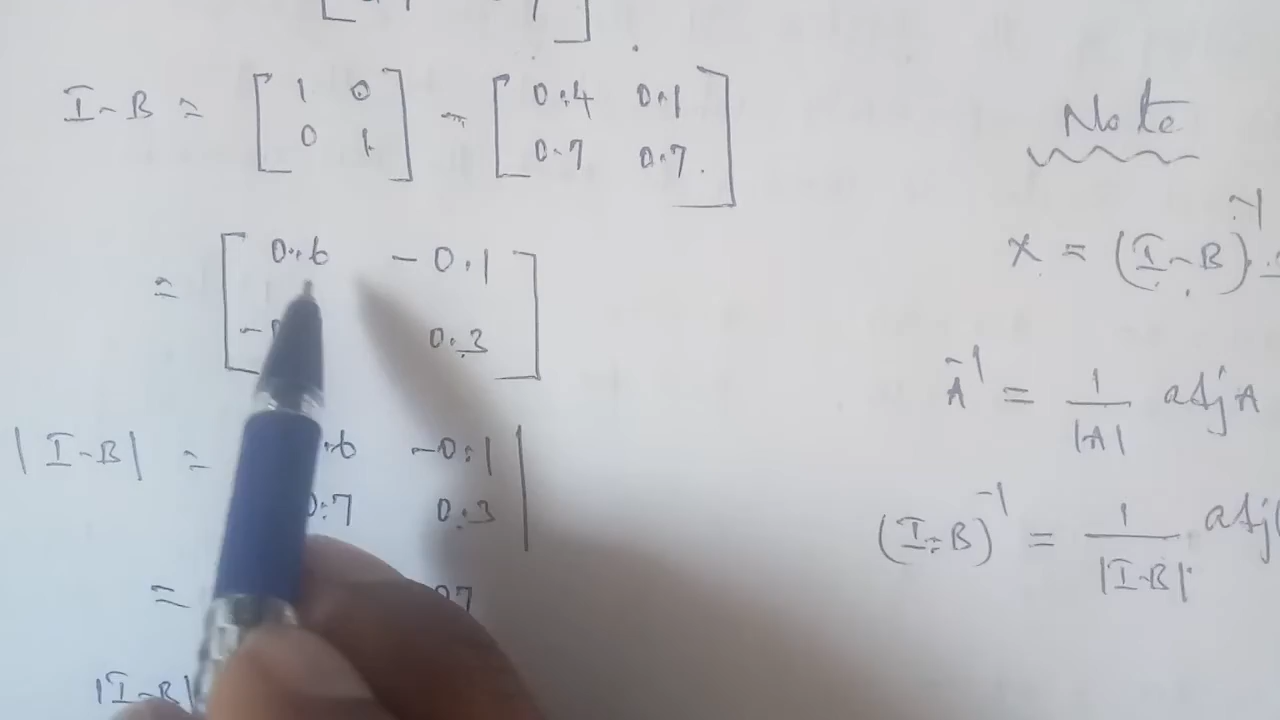 I-B = [ 1 0 0 1 ] - [ 0.4 0.1 0.7 0.7 ]
= [ 0.6 -0.1
0.3 ]
|I-B| = -0.1 |
0.7 0.3
=
|I-B|
Note
X = (I-B)⁻¹
A⁻¹ = 1/|A| adj A
(I-B)⁻¹ = 1/|I-B| adj(